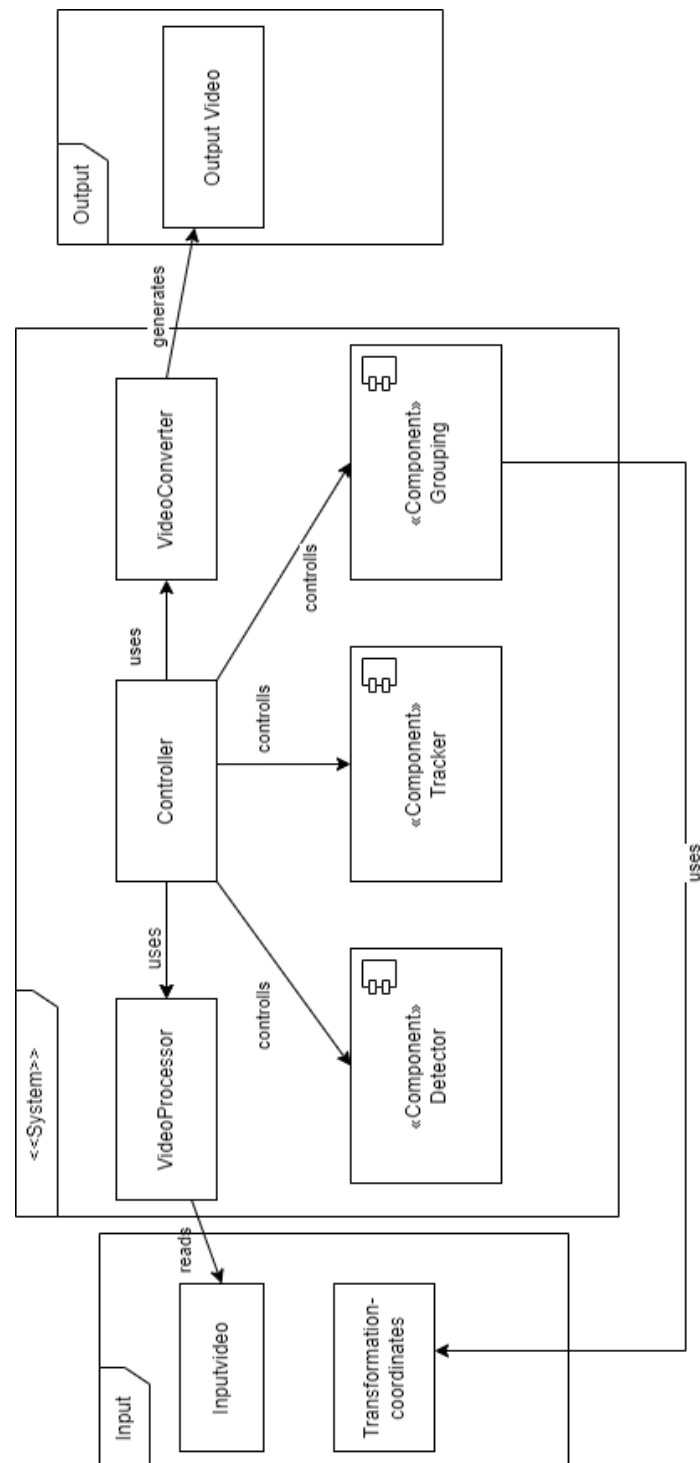 Input
Inputvideo
Transformation-
coordinates
reads
<<System>>
VideoProcessor
uses
Controller
uses
VideoConverter
generates
controlls
controlls
controlls
«Component»
Detector
«Component»
Tracker
«Component»
Grouping
uses
Output
Output Video